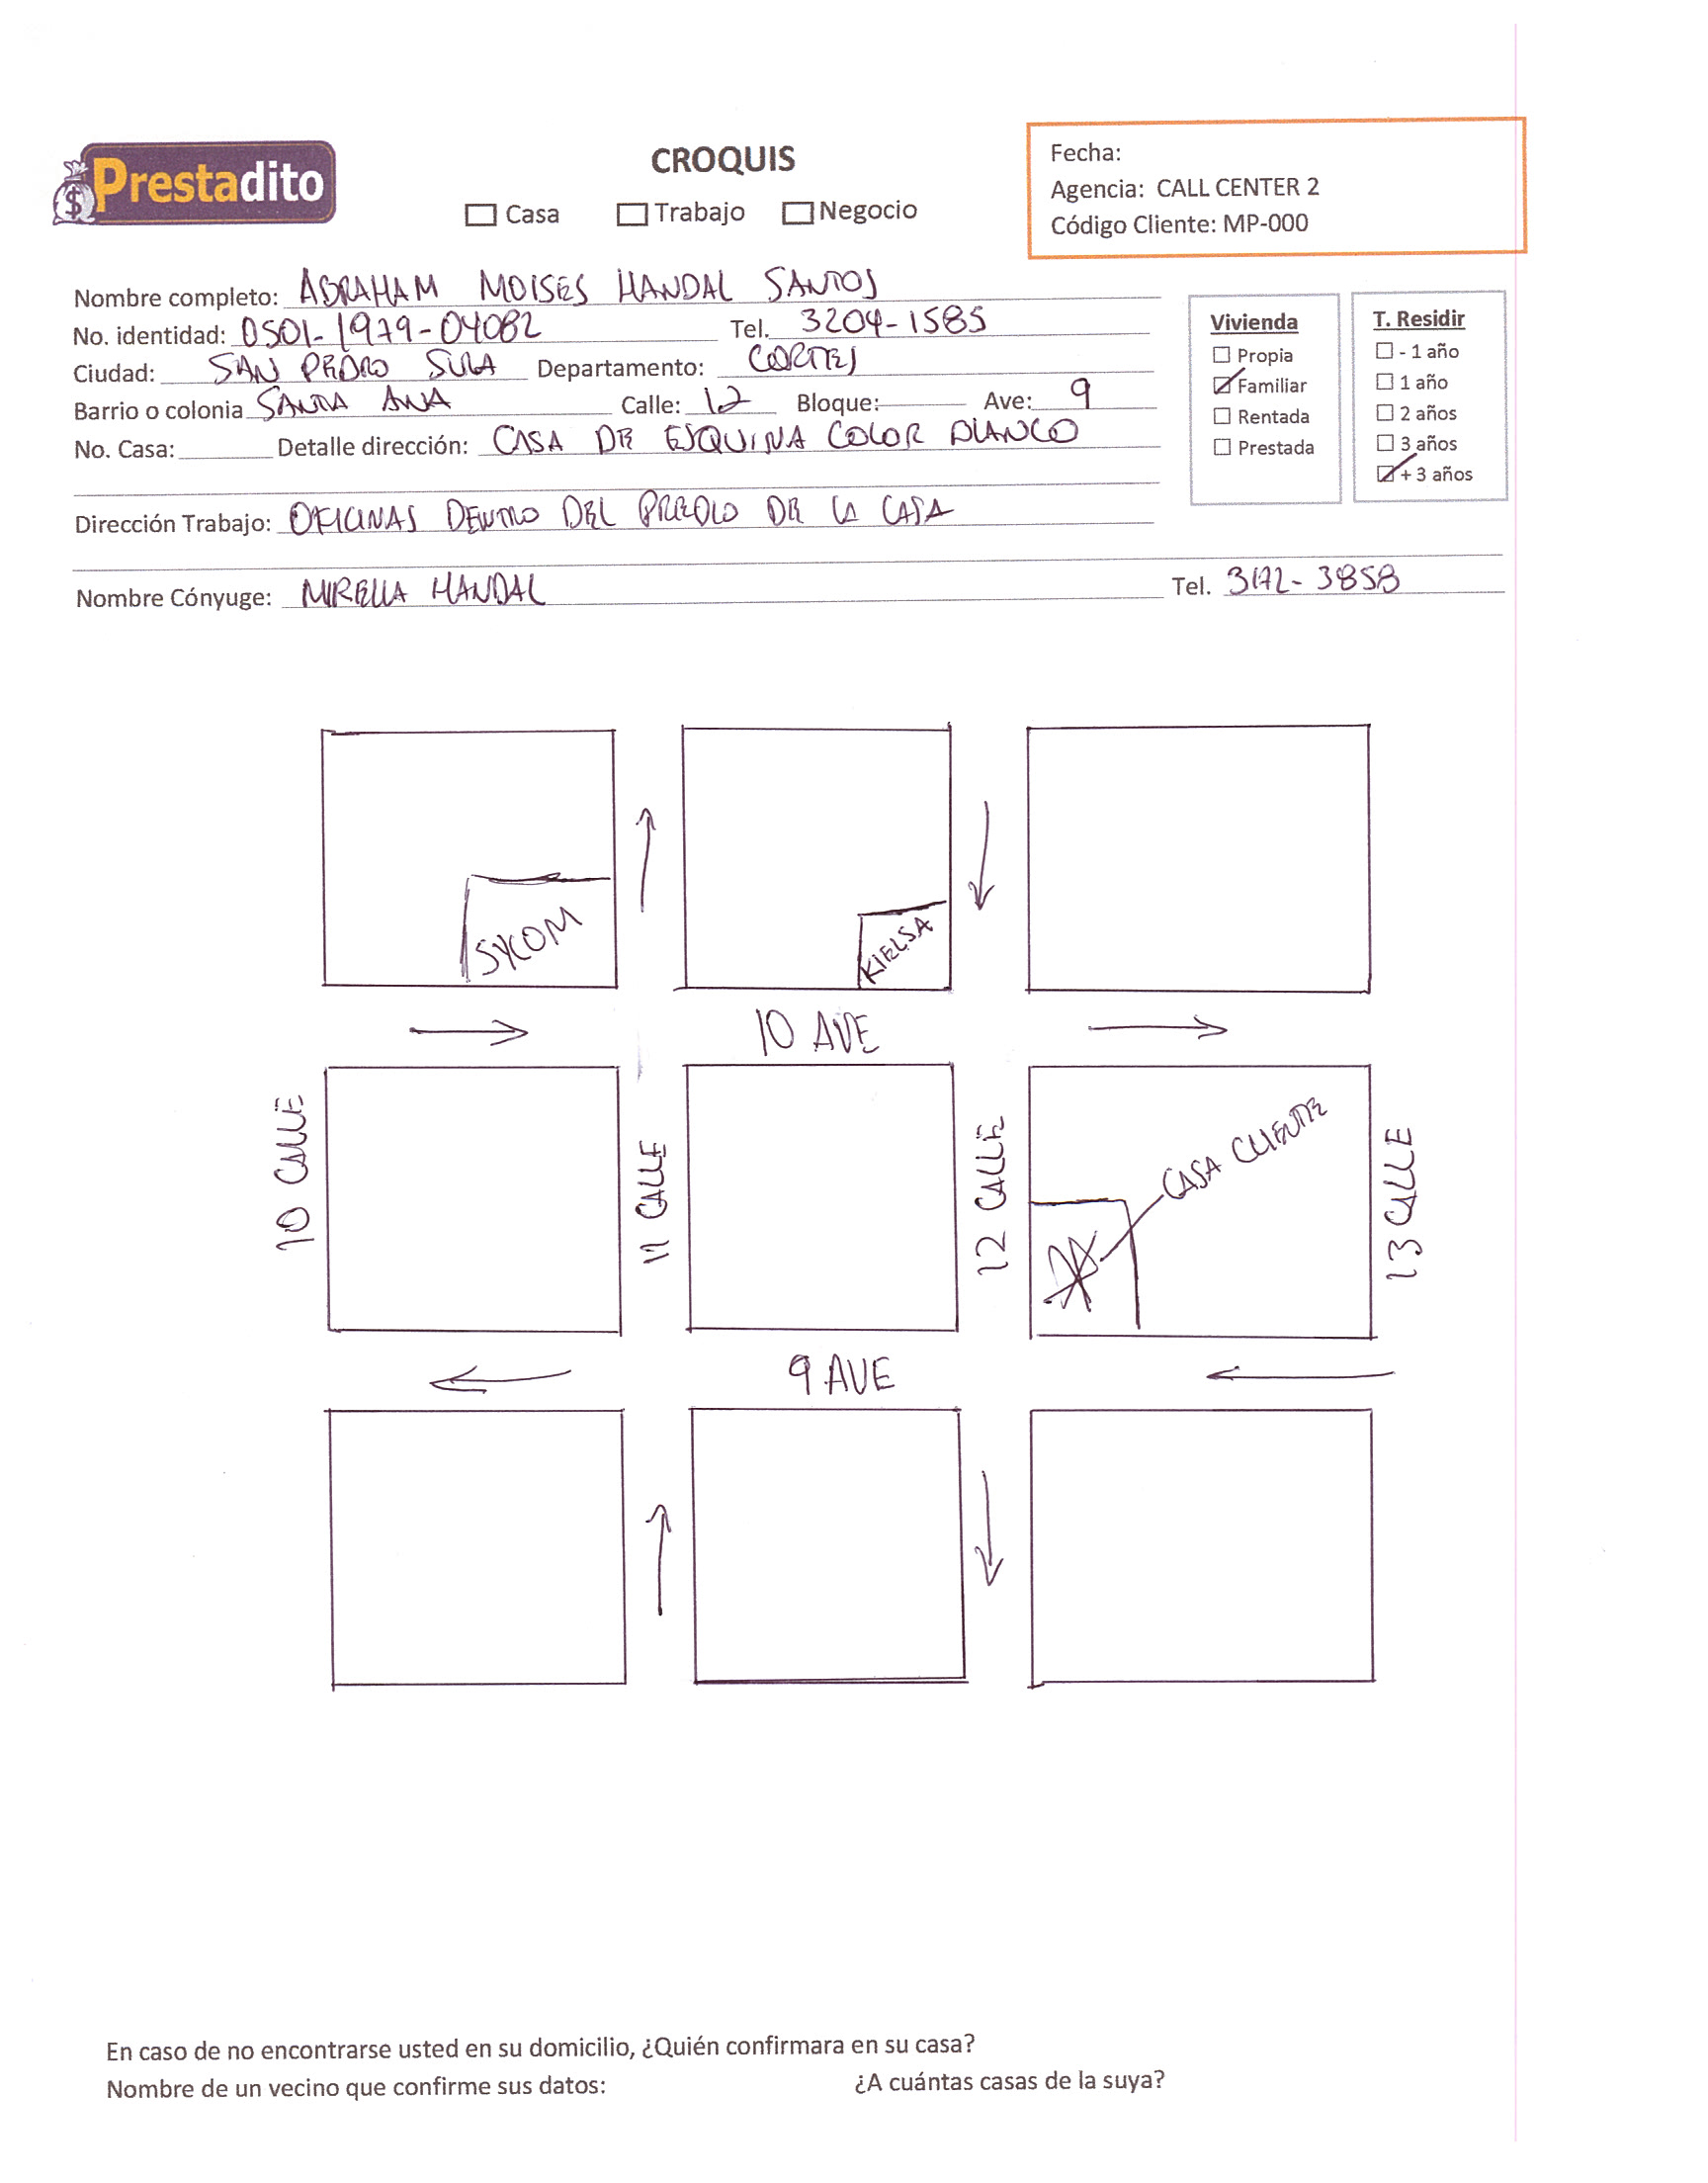 Prestadito
CROQUIS
Casa Trabajo Negocio
Fecha:
Agencia: CALL CENTER 2
Código Cliente: MP-000
Nombre completo: ABRAHAM MOISES HANDAL SANTOS
No. identidad: 0501-1979-04082 Tel. 3204-1585
Ciudad: SAN PEDRO SULA Departamento: CORTES
Barrio o colonia SANTA ANA Calle: 12 Bloque: Ave: 9
No. Casa: Detalle dirección: CASA DE ESQUINA COLOR BLANCO
Dirección Trabajo: OFICINAS DENTRO DEL PREDIO DE LA CASA
Nombre Cónyuge: MIRELLA HANDAL Tel. 3172-3858
Vivienda
Propia
Familiar
Rentada
Prestada
T. Residir
- 1 año
1 año
2 años
3 años
+ 3 años
SYCOM
KIELSA
10 AVE
10 CALLE
11 CALLE
12 CALLE
CASA CLIENTE
13 CALLE
9 AVE
En caso de no encontrarse usted en su domicilio, ¿Quién confirmara en su casa?
Nombre de un vecino que confirme sus datos: ¿A cuántas casas de la suya?